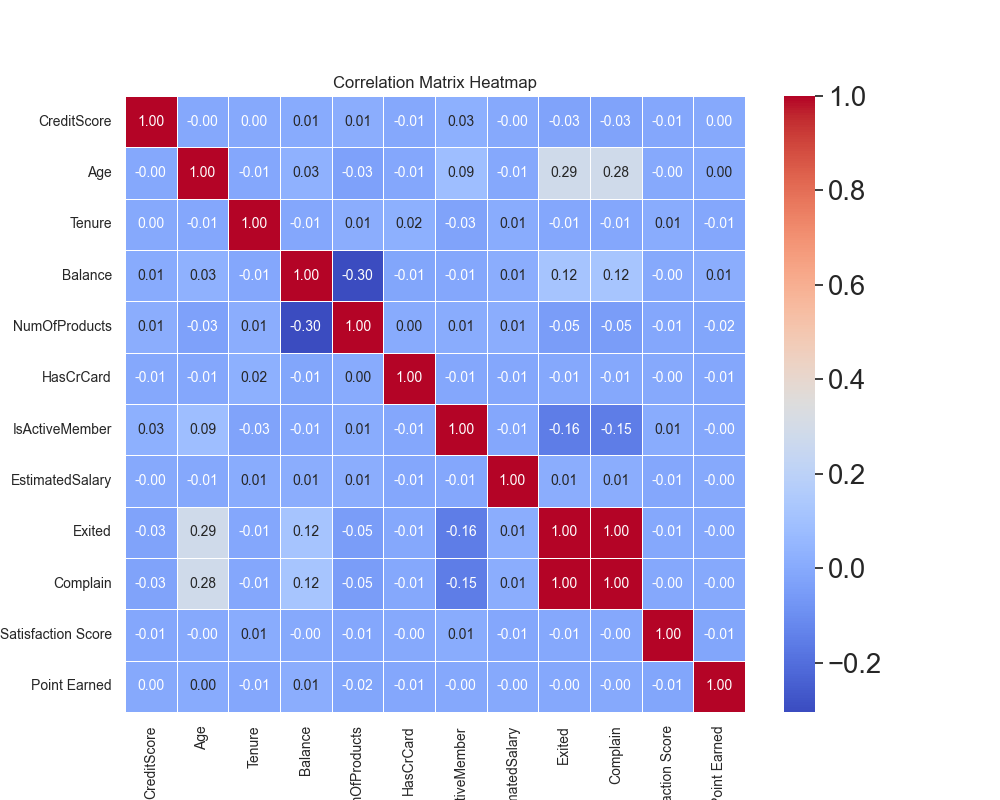 Correlation Matrix Heatmap
CreditScore 1.00 -0.00 0.00 0.01 0.01 -0.01 0.03 -0.00 -0.03 -0.03 -0.01 0.00
Age -0.00 1.00 -0.01 0.03 -0.03 -0.01 0.09 -0.01 0.29 0.28 -0.00 0.00
Tenure 0.00 -0.01 1.00 -0.01 0.01 0.02 -0.03 0.01 -0.01 -0.01 0.01 -0.01
Balance 0.01 0.03 -0.01 1.00 -0.30 -0.01 -0.01 0.01 0.12 0.12 -0.00 0.01
NumOfProducts 0.01 -0.03 0.01 -0.30 1.00 0.00 0.01 0.01 -0.05 -0.05 -0.01 -0.02
HasCrCard -0.01 -0.01 0.02 -0.01 0.00 1.00 -0.01 -0.01 -0.01 -0.01 -0.00 -0.01
IsActiveMember 0.03 0.09 -0.03 -0.01 0.01 -0.01 1.00 -0.01 -0.16 -0.15 0.01 -0.00
EstimatedSalary -0.00 -0.01 0.01 0.01 0.01 -0.01 -0.01 1.00 0.01 0.01 -0.01 -0.00
Exited -0.03 0.29 -0.01 0.12 -0.05 -0.01 -0.16 0.01 1.00 1.00 -0.01 -0.00
Complain -0.03 0.28 -0.01 0.12 -0.05 -0.01 -0.15 0.01 1.00 1.00 -0.00 -0.00
Satisfaction Score -0.01 -0.00 0.01 -0.00 -0.01 -0.00 0.01 -0.01 -0.01 -0.00 1.00 -0.01
Point Earned 0.00 0.00 -0.01 0.01 -0.02 -0.01 -0.00 -0.00 -0.00 -0.00 -0.01 1.00
CreditScore
Age
Tenure
Balance
mOfProducts
HasCrCard
ctiveMember
matedSalary
Exited
Complain
action Score
Point Earned
1.0
0.8
0.6
0.4
0.2
0.0
−0.2